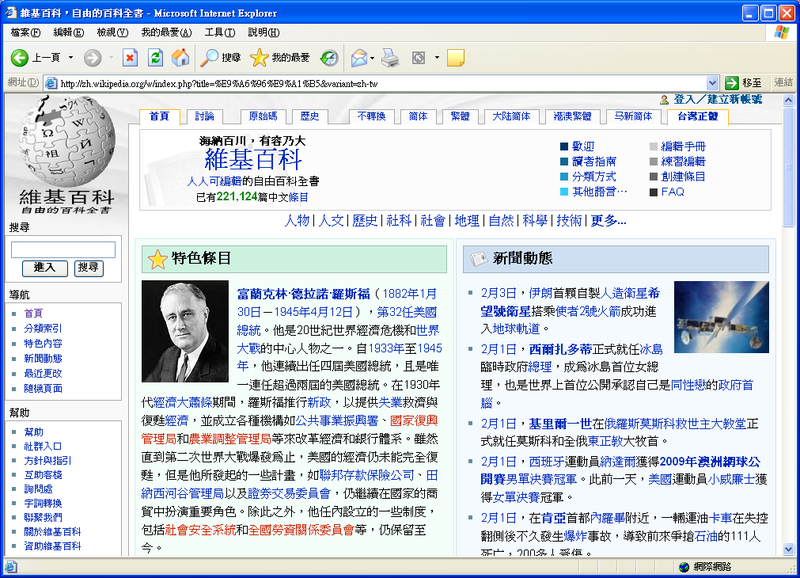 維基百科，自由的百科全書 - Microsoft Internet Explorer
檔案(F) 編輯(E) 檢視(V) 我的最愛(A) 工具(T) 說明(H)
上一頁 搜尋 我的最愛
網址(D) http://zh.wikipedia.org/w/index.php?title=%E9%A6%96%E9%A1%B5&variant=zh-tw 移至 連結
登入／建立新帳號
首頁 討論 原始碼 歷史 不轉換 简体 繁體 大陆简体 港澳繁體 马新简体 台灣正體
維基百科
自由的百科全書
海納百川，有容乃大
維基百科
人人可編輯的自由百科全書
已有221,124篇中文條目
歡迎
讀者指南
分類方式
其他語言…
編輯手冊
練習編輯
創建條目
FAQ
人物 | 人文 | 歷史 | 社科 | 社會 | 地理 | 自然 | 科學 | 技術 | 更多...
搜尋
進入 搜尋
導航
首頁
分類索引
特色內容
新聞動態
最近更改
隨機頁面
幫助
幫助
社群入口
方針與指引
互助客棧
詢問處
字詞轉換
聯繫我們
關於維基百科
資助維基百科
特色條目
富蘭克林·德拉諾·羅斯福（1882年1月
30日－1945年4月12日），第32任美國
總統。他是20世紀世界經濟危機和世界
大戰的中心人物之一。自1933年至1945
年，他連續出任四屆美國總統，且是唯
一連任超過兩屆的美國總統。在1930年
代經濟大蕭條期間，羅斯福推行新政，以提供失業救濟與
復甦經濟，並成立各種機構如公共事業振興署、國家復興
管理局和農業調整管理局等來改革經濟和銀行體系。雖然
直到第二次世界大戰爆發為止，美國的經濟仍未能完全復
甦，但是他所發起的一些計畫，如聯邦存款保險公司、田
納西河谷管理局以及證券交易委員會，仍繼續在國家的商
貿中扮演重要角色。除此之外，他任內設立的一些制度，
包括社會安全系統和全國勞資關係委員會等，仍保留至
今。
新聞動態
2月3日，伊朗首顆自製人造衛星希
望號衛星搭乘使者2號火箭成功進
入地球軌道。
2月1日，西爾扎多蒂正式就任冰島
臨時政府總理，成為冰島首位女總
理，也是世界上首位公開承認自己是同性戀的政府首
腦。
2月1日，基里爾一世在俄羅斯莫斯科救世主大教堂正
式就任莫斯科和全俄東正教大牧首。
2月1日，西班牙運動員納達爾獲得2009年澳洲網球公
開賽男單決賽冠軍。此前一天，美國運動員小威廉士獲
得女單決賽冠軍。
2月1日，在肯亞首都內羅畢附近，一輛運油卡車在失控
翻側後不久發生爆炸事故，導致前來爭搶石油的111人
死亡，200多人受傷。
網際網路